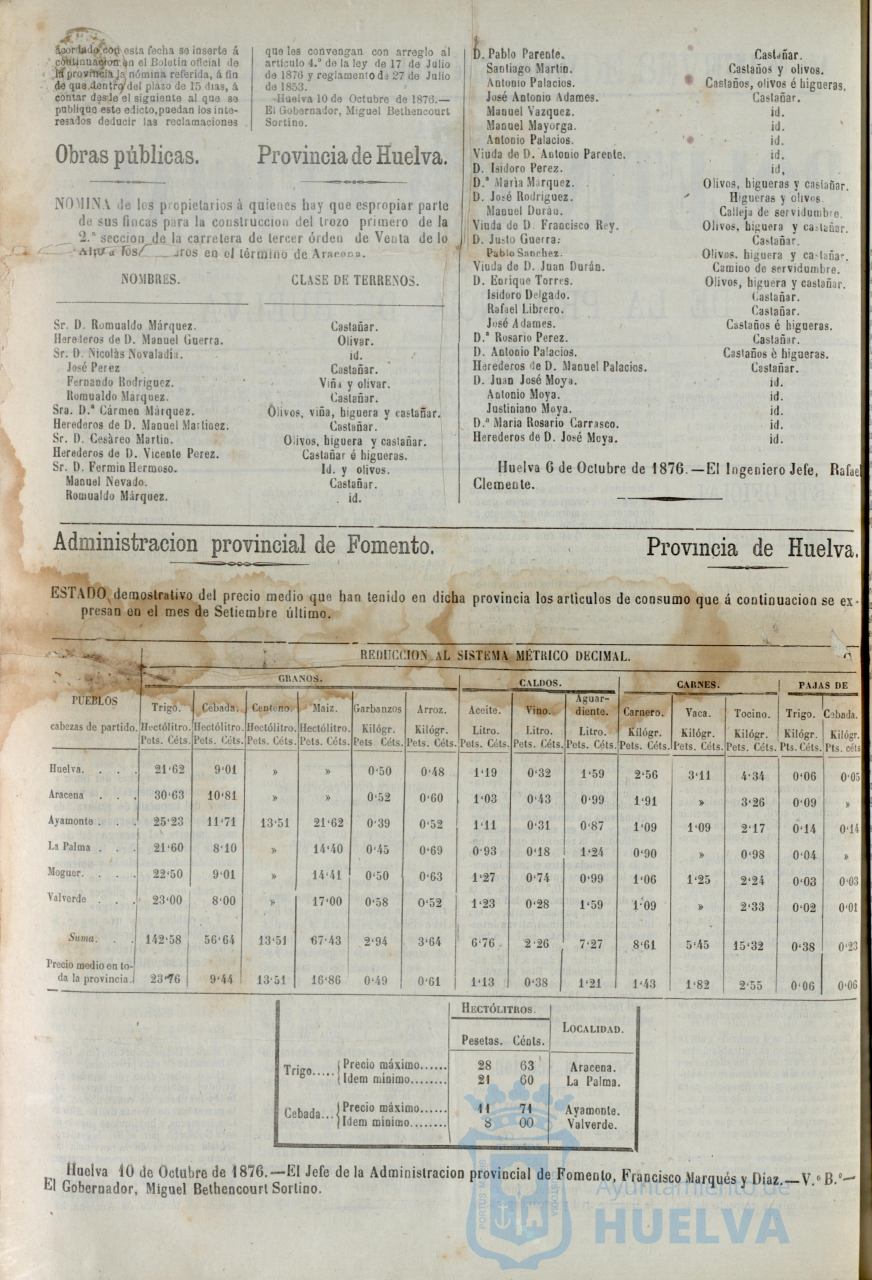 acordado con esta fecha se inserte á
continuacion en el Boletin oficial de
la provincia la nómina referida, á fin
de que dentro del plazo de 15 dias, á
contar desde el siguiente al que se
publique este edicto, puedan los inte-
resados deducir las reclamaciones
que les convengan con arreglo al
artículo 4.º de la ley de 17 de Julio
de 1876 y reglamento de 27 de Julio
de 1853.
Huelva 10 de Octubre de 1876.—
El Gobernador, Miguel Bethencourt
Sortino.
Obras públicas. Provincia de Huelva.
NOMINA de los propietarios á quienes hay que espropiar parte
de sus fincas para la construccion del trozo primero de la
2.ª seccion de la carretera de tercer órden de Venta de lo
Alto á los en el término de Aracena.
NOMBRES. CLASE DE TERRENOS.
Sr. D. Romualdo Márquez. Castañar.
Herederos de D. Manuel Guerra. Olivar.
Sr. D. Nicolàs Novaladía. id.
José Perez Castañar.
Fernando Rodriguez. Viña y olivar.
Romualdo Márquez. Castañar.
Sra. D.ª Cármen Márquez. Olivos, viña, higuera y castañar.
Herederos de D. Manuel Martinez. Castañar.
Sr. D. Cesàreo Martin. Olivos, higuera y castañar.
Herederos de D. Vicente Perez. Castañar é higueras.
Sr. D. Fermin Hermoso. Id. y olivos.
Manuel Nevado. Castañar.
Romualdo Márquez. id.
D. Pablo Parente. Castañar.
Santiago Martin. Castaños y olivos.
Antonio Palacios. Castaños, olivos é higueras.
José Antonio Adames. Castañar.
Manuel Vazquez. id.
Manuel Mayorga. id.
Antonio Palacios. id.
Viuda de D. Antonio Parente. id.
D. Isidoro Perez. id,
D.ª Marìa Márquez. Olivos, higueras y castañar.
D. José Rodriguez. Higueras y olivos.
Manuel Durán. Calleja de servidumbre.
Viuda de D. Francisco Rey. Olivos, higuera y castañar.
D. Justo Guerra. Castañar.
Pablo Sanchez. Olivos. higuera y castañar.
Viuda de D. Juan Durán. Camino de servidumbre.
D. Enrique Torres. Olivos, higuera y castañar.
Isidoro Delgado. Castañar.
Rafael Librero. Castañar.
José Adames. Castaños é higueras.
D.ª Rosario Perez. Castañar.
D. Antonio Palacios. Castaños è higueras.
Herederos de D. Manuel Palacios. Castañar.
D. Juan José Moya. id.
Antonio Moya. id.
Justiniano Moya. id.
D.ª Maria Rosario Carrasco. id.
Herederos de D. José Moya. id.
Huelva 6 de Octubre de 1876.—El Ingeniero Jefe, Rafael
Clemente.
Administracion provincial de Fomento. Provincia de Huelva.
ESTADO demostrativo del precio medio que han tenido en dicha provincia los artìculos de consumo que á continuacion se ex-
presan en el mes de Setiembre último.
REDUCCION AL SISTEMA MÉTRICO DECIMAL.
GRANOS. CALDOS. CARNES. PAJAS DE
PUEBLOS cabezas de partido. Trigo. Cebada. Centeno. Maiz. Garbanzos Arroz. Aceite. Vino. Aguar-diente. Carnero. Vaca. Tocino. Trigo. Cebada.
Hectólitro. Hectólitro. Hectólitro. Hectólitro. Kilógr. Kilógr. Litro. Litro. Litro. Kilógr. Kilógr. Kilógr. Kilógr. Kilógr.
Pets. Céts. Pets. Céts. Pets. Céts. Pets. Céts. Pets. Céts. Pets. Céts. Pets. Céts. Pets. Céts. Pets. Céts. Pets. Céts. Pets. Céts. Pets. Céts. Pts. céts. Pts. céts
Huelva. . . . 21·62 9·01 » » 0·50 0·48 1·19 0·32 1·59 2·56 3·11 4·34 0·06 0·05
Aracena . . . 30·63 10·81 » » 0·52 0·60 1·03 0·43 0·99 1·91 » 3·26 0·09 »
Ayamonte . . . 25·23 11·71 13·51 21·62 0·39 0·52 1·11 0·31 0·87 1·09 1·09 2·17 0·14 0·14
La Palma . . . 21·60 8·10 » 14·40 0·45 0·69 0·93 0·18 1·24 0·90 » 0·98 0·04 »
Moguer. . . . 22·50 9·01 » 14·41 0·50 0·63 1·27 0·74 0·99 1·06 1·25 2·24 0·03 0·03
Valverde . . . 23·00 8·00 » 17·00 0·58 0·52 1·23 0·28 1·59 1·09 » 2·33 0·02 0·01
Suma. . . 142·58 56·64 13·51 67·43 2·94 3·64 6·76 2·26 7·27 8·61 5·45 15·32 0·38 0·23
Precio medio en to-
da la provincia. 23·76 9·44 13·51 16·86 0·49 0·61 1·13 0·38 1·21 1·43 1·82 2·55 0·06 0·06
HECTÓLITROS. LOCALIDAD.
Pesetas. Cénts.
Trigo..... Precio máximo...... 28 63 Aracena.
Idem minimo........ 21 60 La Palma.
Cebada... Precio máximo...... 11 71 Ayamonte.
Idem minimo........ 8 00 Valverde.
Huelva 10 de Octubre de 1876.—El Jefe de la Administracion provincial de Fomento, Francisco Marqués y Diaz.—V.º B.º—
El Gobernador, Miguel Bethencourt Sortino.
Ayuntamiento de
HUELVA